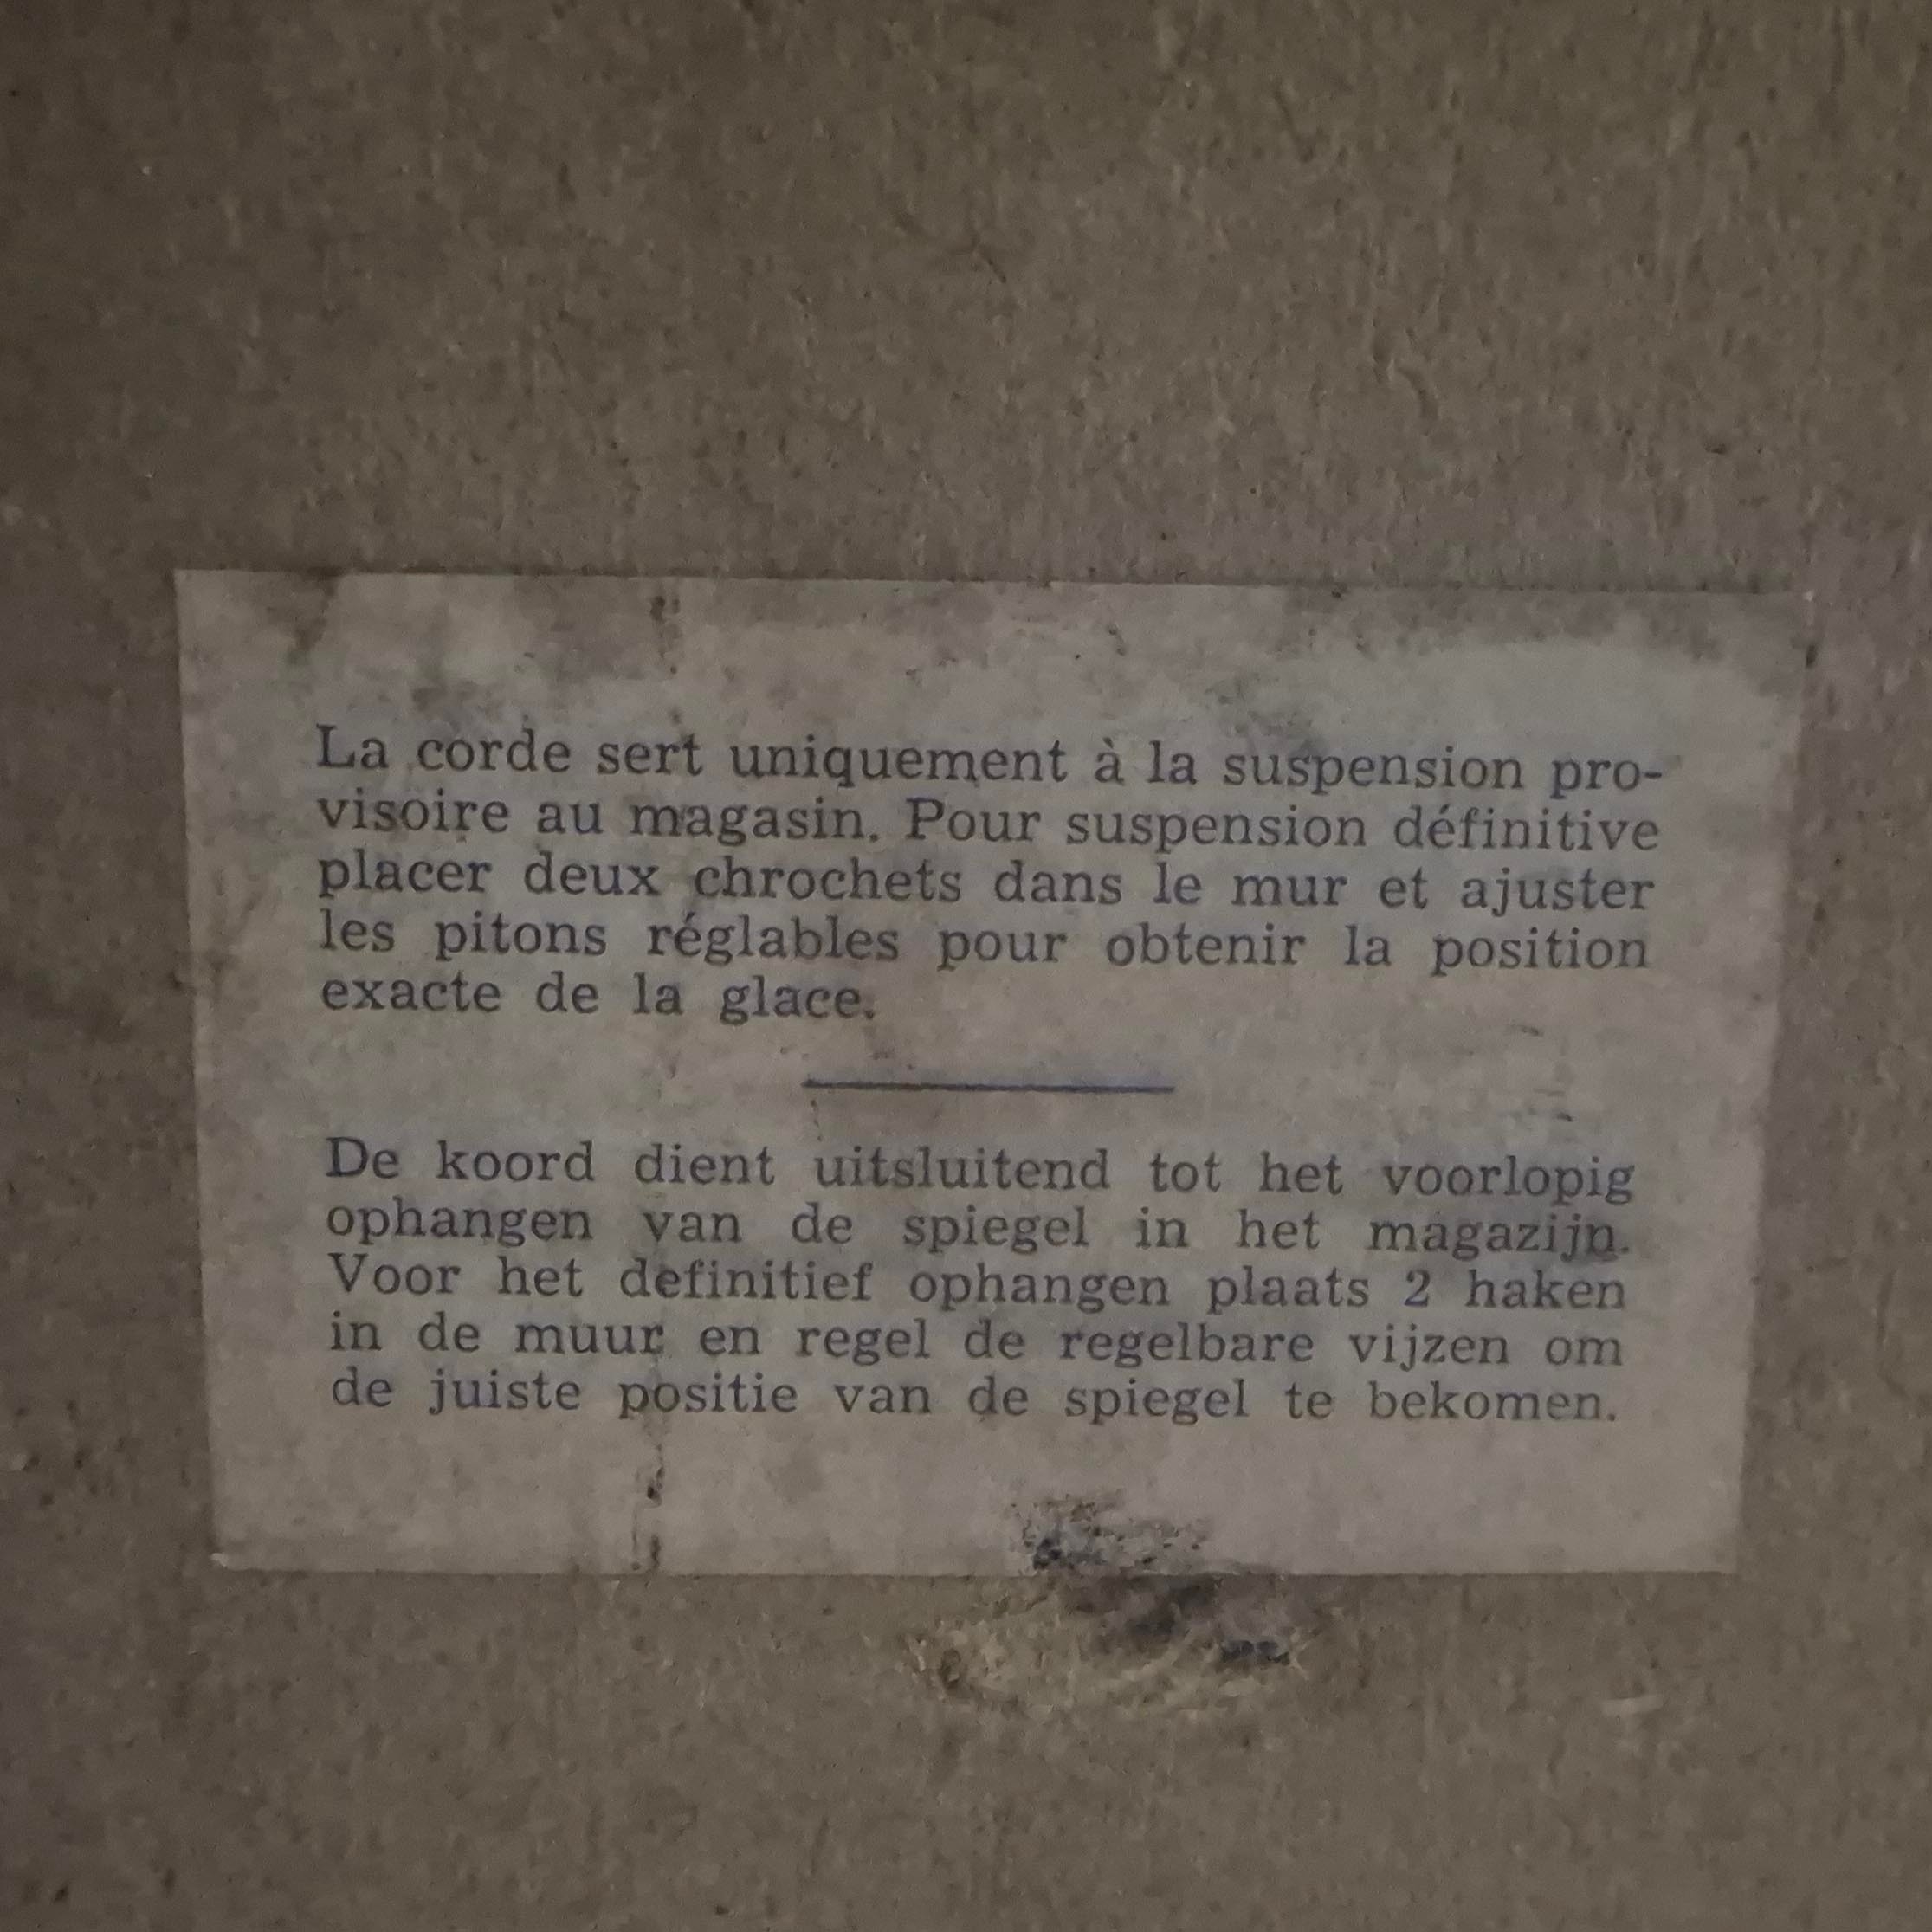 La corde sert uniquement à la suspension pro-
visoire au magasin. Pour suspension définitive
placer deux chrochets dans le mur et ajuster
les pitons réglables pour obtenir la position
exacte de la glace.
De koord dient uitsluitend tot het voorlopig
ophangen van de spiegel in het magazijn.
Voor het definitief ophangen plaats 2 haken
in de muur en regel de regelbare vijzen om
de juiste positie van de spiegel te bekomen.